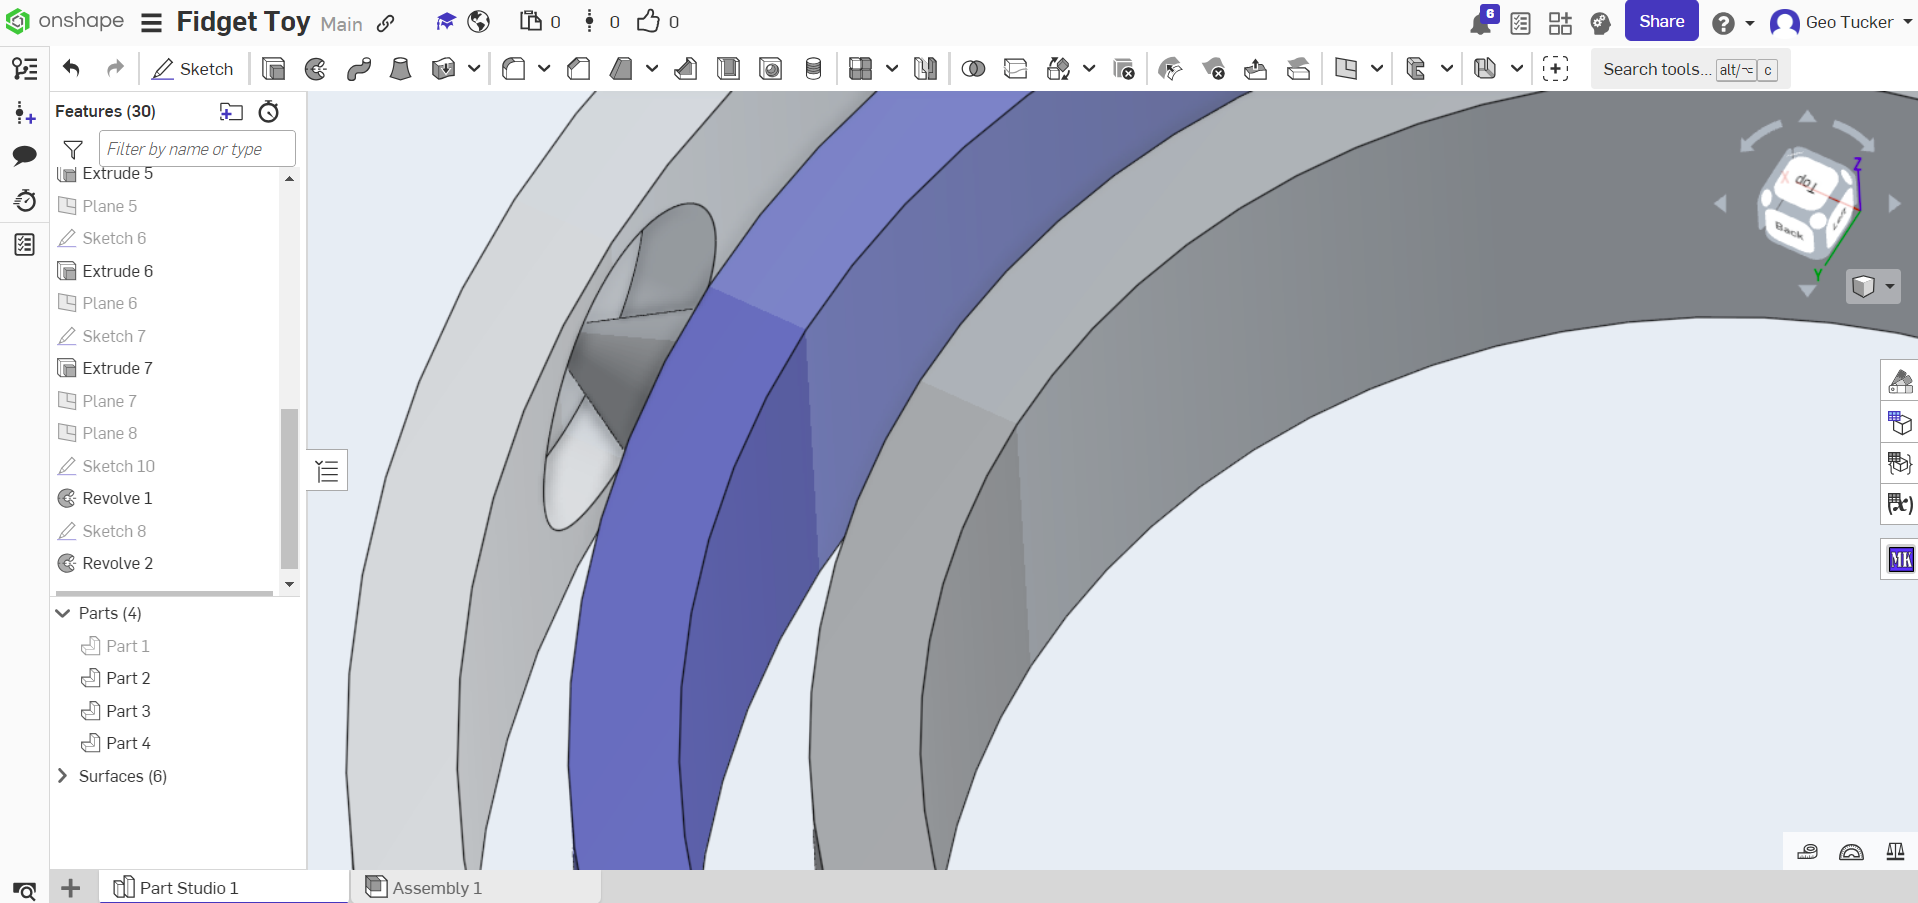 onshape Fidget Toy Main 0 0 0 6 Share Geo Tucker
Sketch Search tools... alt/⌥ c
Features (30)
Filter by name or type
Extrude 5
Plane 5
Sketch 6
Extrude 6
Plane 6
Sketch 7
Extrude 7
Plane 7
Plane 8
Sketch 10
Revolve 1
Sketch 8
Revolve 2
Parts (4)
Part 1
Part 2
Part 3
Part 4
Surfaces (6)
Z
X
Top
Back
Left
Y
(x)
MK
Part Studio 1 Assembly 1